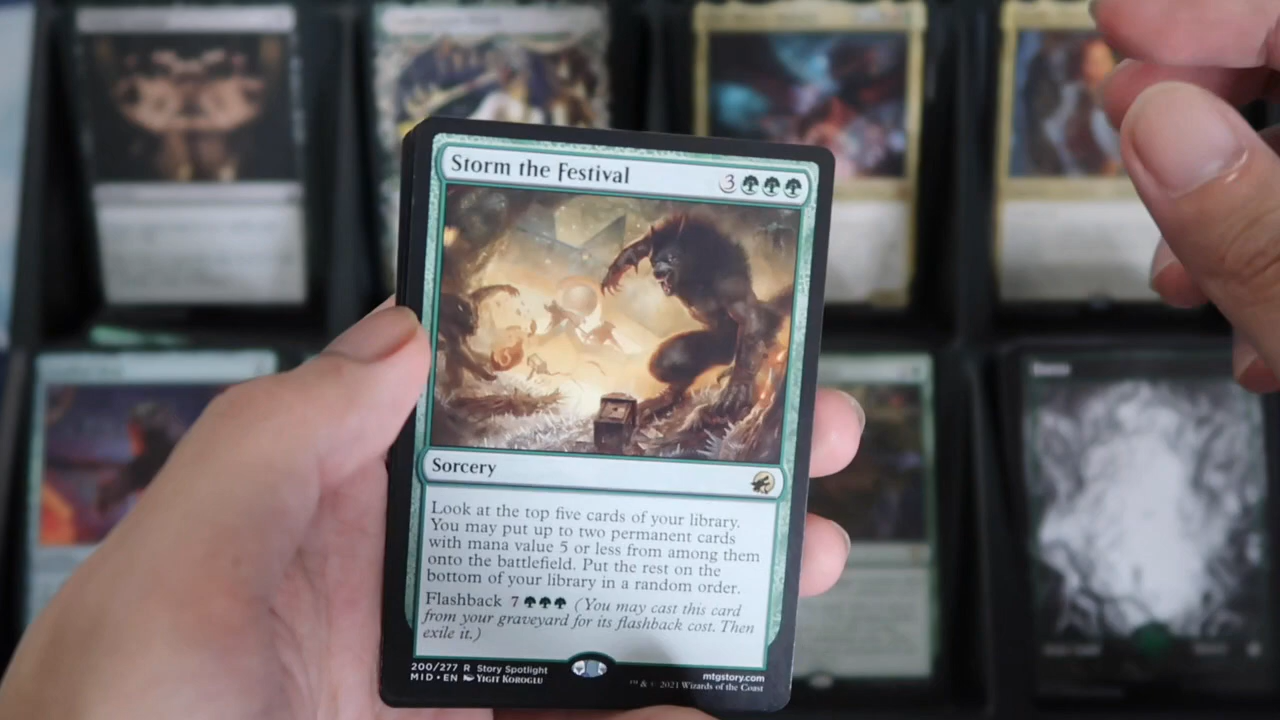 Storm the Festival 3
Sorcery
Look at the top five cards of your library.
You may put up to two permanent cards
with mana value 5 or less from among them
onto the battlefield. Put the rest on the
bottom of your library in a random order.
Flashback 7 (You may cast this card
from your graveyard for its flashback cost. Then
exile it.)
200/277 R Story Spotlight
MID • EN YIGIT KOROGLU
mtgstory.com
™ & © 2021 Wizards of the Coast